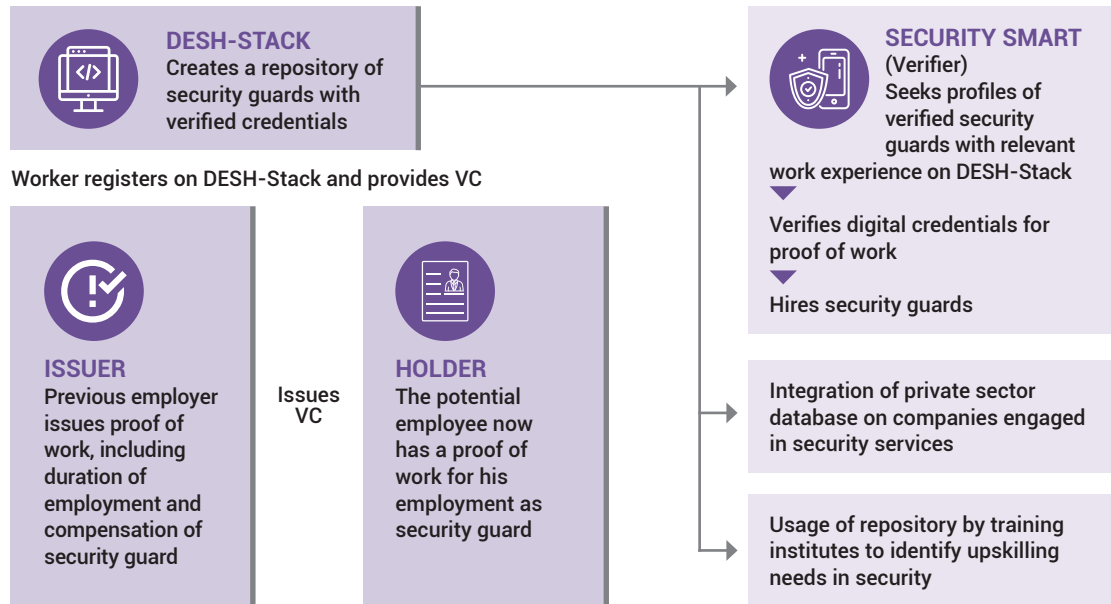 DESH-STACK
Creates a repository of
security guards with
verified credentials
Worker registers on DESH-Stack and provides VC
ISSUER
Previous employer
issues proof of
work, including
duration of
employment and
compensation of
security guard
Issues
VC
HOLDER
The potential
employee now
has a proof of
work for his
employment as
security guard
SECURITY SMART
(Verifier)
Seeks profiles of
verified security
guards with relevant
work experience on DESH-Stack
Verifies digital credentials for
proof of work
Hires security guards
Integration of private sector
database on companies engaged
in security services
Usage of repository by training
institutes to identify upskilling
needs in security